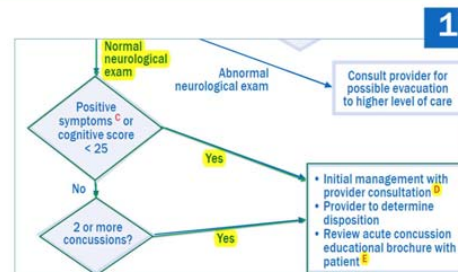 1
Normal
neurological
exam
Abnormal
neurological exam
Consult provider for
possible evacuation
to higher level of care
Positive
symptoms C or
cognitive score
< 25
Yes
No
2 or more
concussions?
Yes
• Initial management with
provider consultation D
• Provider to determine
disposition
• Review acute concussion
educational brochure with
patient E